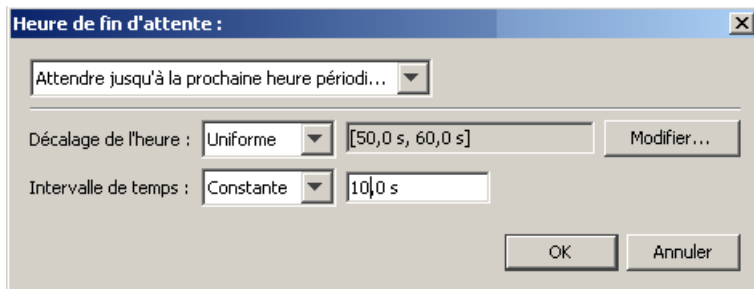 Heure de fin d'attente :
Attendre jusqu'à la prochaine heure périodi...
Décalage de l'heure : Uniforme [50,0 s, 60,0 s] Modifier...
Intervalle de temps : Constante 10,0 s
OK Annuler